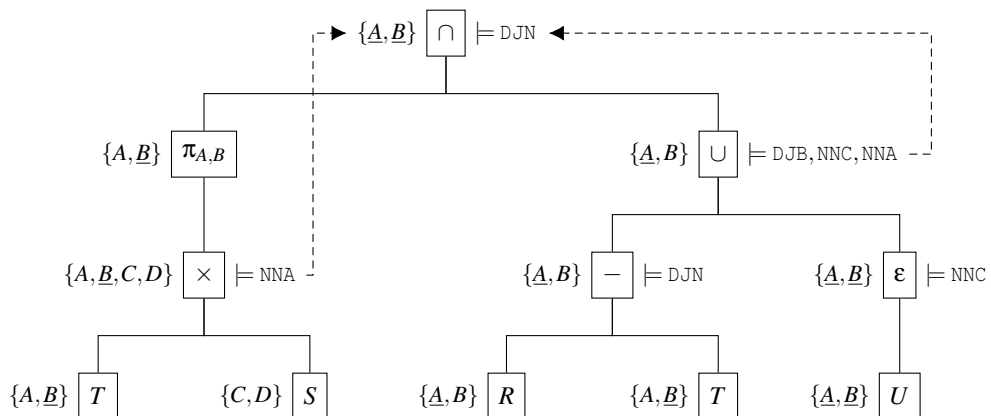 {A,B} ∩ ⊨ DJN
{A,B} π_{A,B} {A,B} ∪ ⊨ DJB,NNC,NNA
{A,B,C,D} × ⊨ NNA {A,B} − ⊨ DJN {A,B} ε ⊨ NNC
{A,B} T {C,D} S {A,B} R {A,B} T {A,B} U